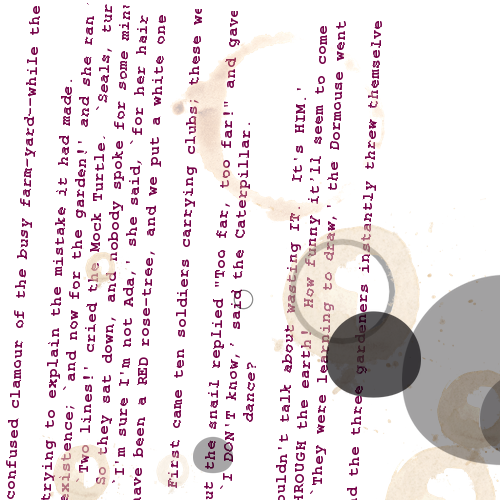 confused clamour of the busy farm-yard--while the
trying to explain the mistake it had made.
existence; `and now for the garden!' and she ran
`Two lines!' cried the Mock Turtle. `Seals, tur
So they sat down, and nobody spoke for some minu
`I'm sure I'm not Ada,' she said, `for her hair
have been a RED rose-tree, and we put a white one
First came ten soldiers carrying clubs; these we
ut the snail replied "Too far, too far!" and gave
`I DON'T know,' said the Caterpillar.
dance?
ouldn't talk about wasting IT. It's HIM.'
HROUGH the earth! How funny it'll seem to come
`They were learning to draw,' the Dormouse went
d the three gardeners instantly threw themselve